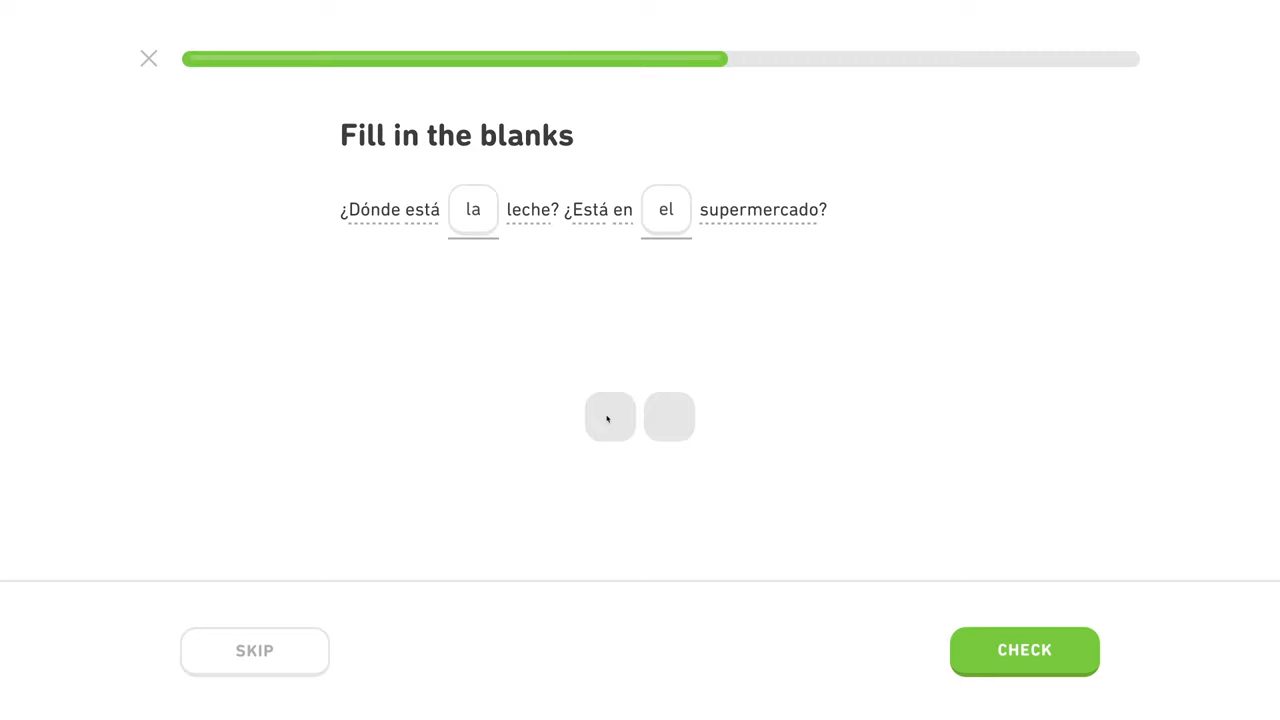 Fill in the blanks
¿Dónde está la leche? ¿Está en el supermercado?
SKIP
CHECK